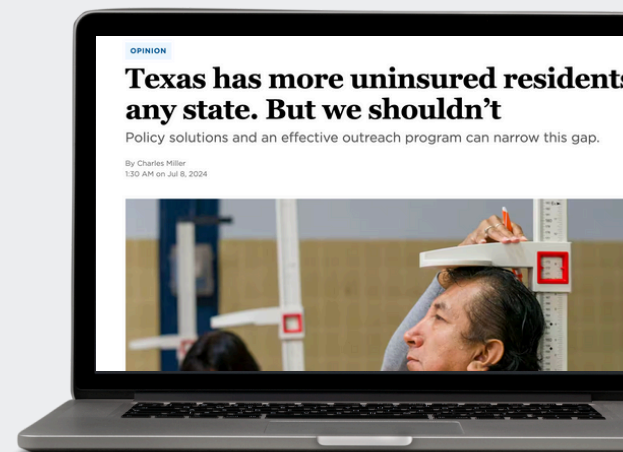 OPINION
Texas has more uninsured residents
any state. But we shouldn’t
Policy solutions and an effective outreach program can narrow this gap.
By Charles Miller
1:30 AM on Jul 8, 2024